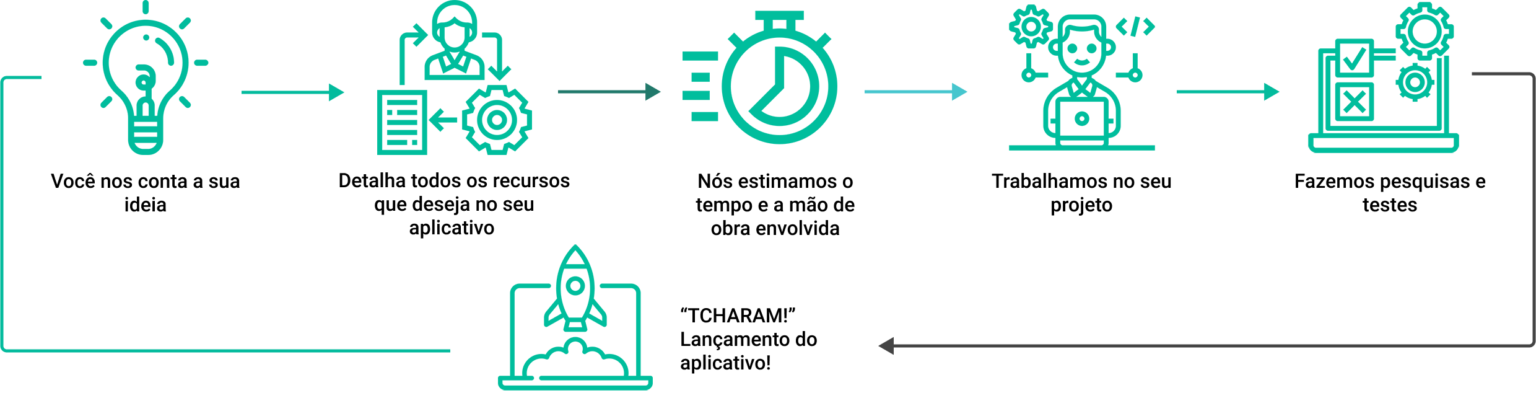 Você nos conta a sua
ideia
Detalha todos os recursos
que deseja no seu
aplicativo
Nós estimamos o
tempo e a mão de
obra envolvida
Trabalhamos no seu
projeto
Fazemos pesquisas e
testes
“TCHARAM!”
Lançamento do
aplicativo!